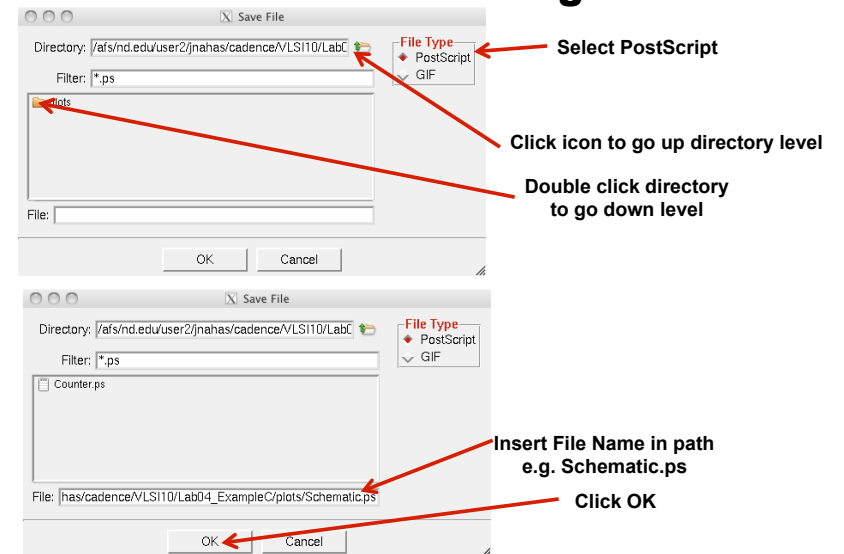 g
Save File
Directory: /afs/nd.edu/user2/jnahas/cadence/VLSI10/Lab
File Type
PostScript
GIF
Select PostScript
Filter: *.ps
Click icon to go up directory level
Double click directory
to go down level
File:
OK Cancel
Save File
Directory: /afs/nd.edu/user2/jnahas/cadence/VLSI10/Lab
File Type
PostScript
GIF
Filter: *.ps
Counter.ps
Insert File Name in path
e.g. Schematic.ps
File: has/cadence/VLSI10/Lab04_ExampleC/plots/Schematic.ps
Click OK
OK Cancel